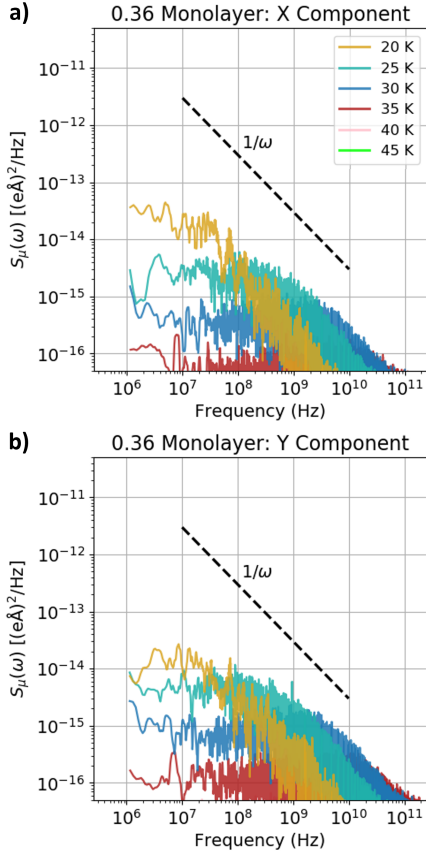 a)
0.36 Monolayer: X Component
20 K
25 K
30 K
35 K
40 K
45 K
1/ω
10⁻¹¹
10⁻¹²
10⁻¹³
10⁻¹⁴
10⁻¹⁵
10⁻¹⁶
Sμ(ω) [(eÅ)²/Hz]
10⁶ 10⁷ 10⁸ 10⁹ 10¹⁰ 10¹¹
Frequency (Hz)
b)
0.36 Monolayer: Y Component
1/ω
10⁻¹¹
10⁻¹²
10⁻¹³
10⁻¹⁴
10⁻¹⁵
10⁻¹⁶
Sμ(ω) [(eÅ)²/Hz]
10⁶ 10⁷ 10⁸ 10⁹ 10¹⁰ 10¹¹
Frequency (Hz)